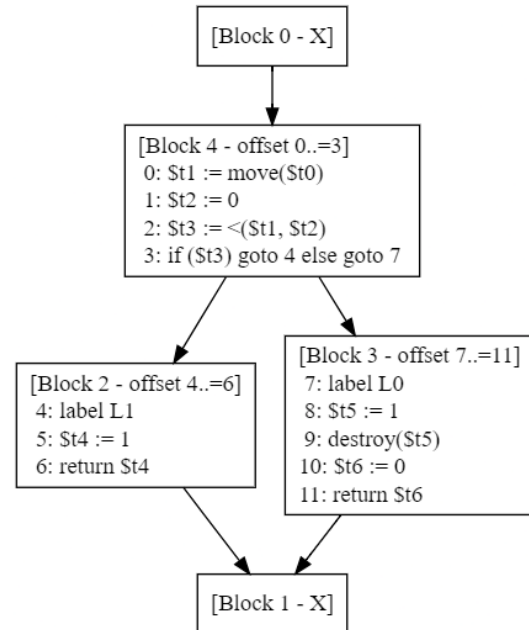 [Block 0 - X]
[Block 4 - offset 0..=3]
0: $t1 := move($t0)
1: $t2 := 0
2: $t3 := <($t1, $t2)
3: if ($t3) goto 4 else goto 7
[Block 2 - offset 4..=6]
4: label L1
5: $t4 := 1
6: return $t4
[Block 3 - offset 7..=11]
7: label L0
8: $t5 := 1
9: destroy($t5)
10: $t6 := 0
11: return $t6
[Block 1 - X]